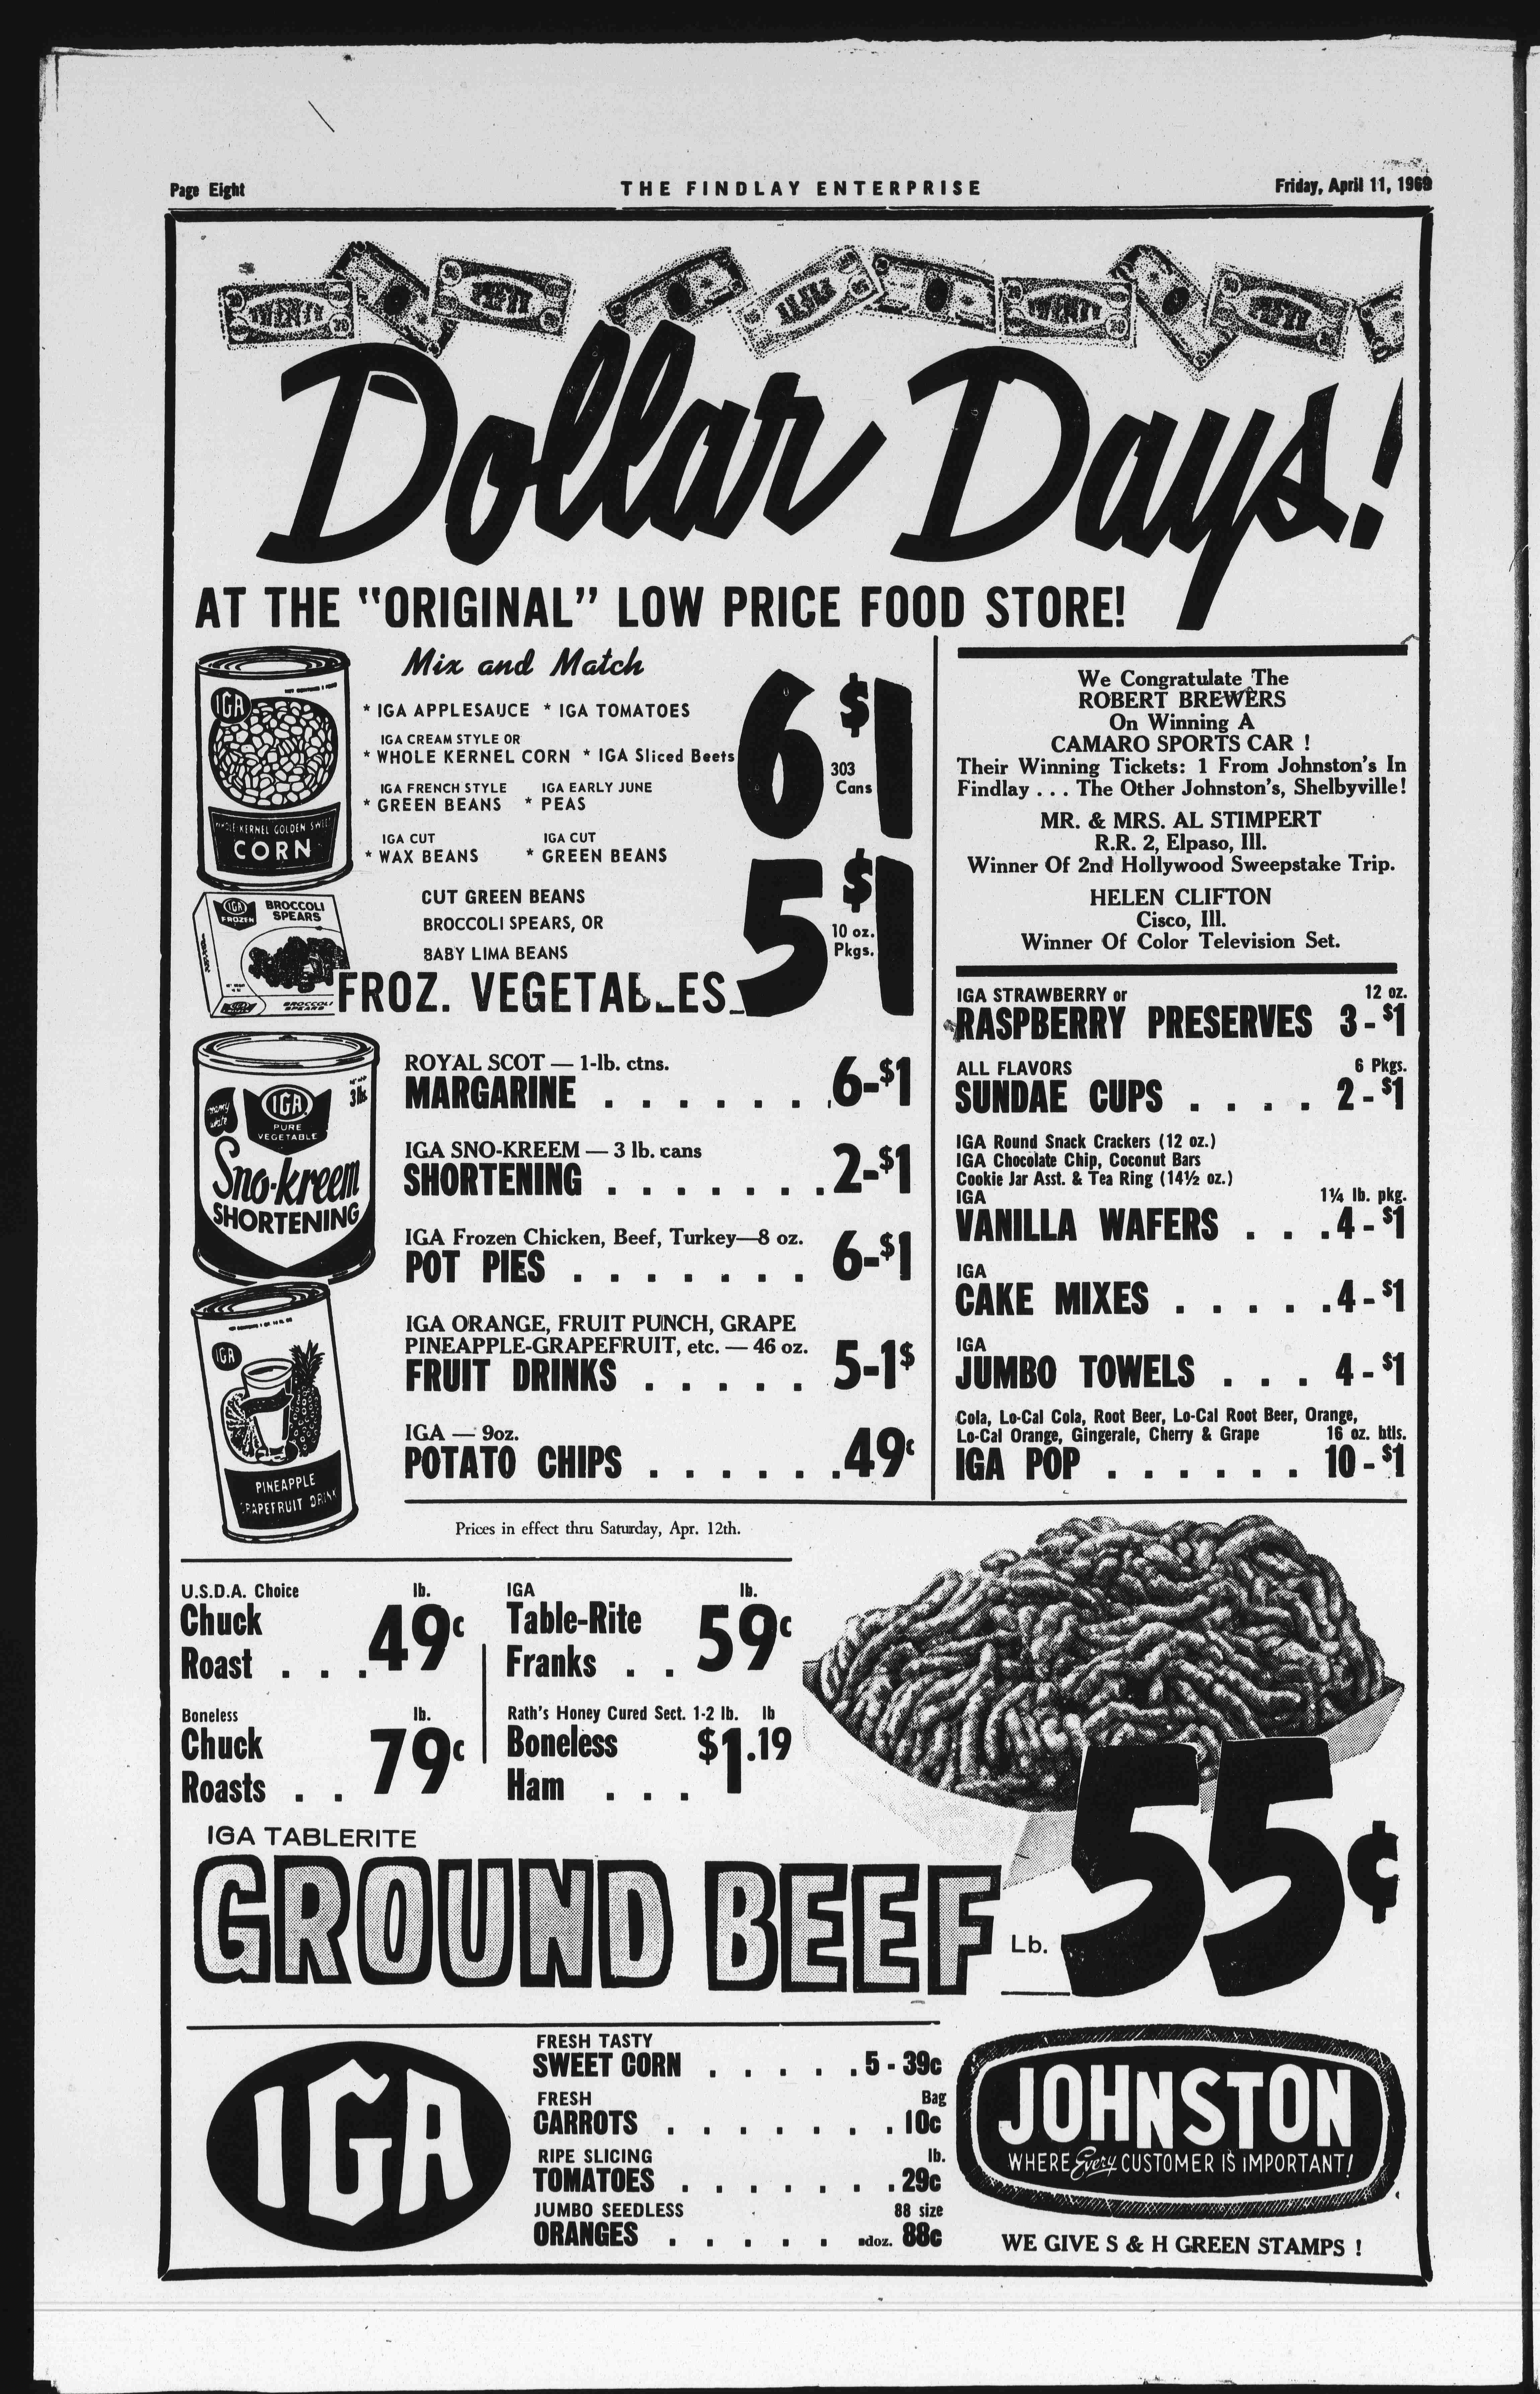 Page Eight
THE FINDLAY ENTERPRISE
Friday, April 11, 1969
TWENTY
FIFTY
FIFTY
TWENTY
FIFTY
Dollar Days!
AT THE "ORIGINAL" LOW PRICE FOOD STORE!
Mix and Match
* IGA APPLESAUCE * IGA TOMATOES
IGA CREAM STYLE OR
* WHOLE KERNEL CORN * IGA Sliced Beets
IGA FRENCH STYLE IGA EARLY JUNE
* GREEN BEANS * PEAS
IGA CUT IGA CUT
* WAX BEANS * GREEN BEANS
6 $1
303
Cans
IGA
WHOLE KERNEL GOLDEN SWEET
CORN
CUT GREEN BEANS
BROCCOLI SPEARS, OR
BABY LIMA BEANS
FROZ. VEGETABLES
5 $1
10 oz.
Pkgs.
IGA
FROZEN
BROCCOLI
SPEARS
BROCCOLI
SPEARS
ROYAL SCOT — 1-lb. ctns.
MARGARINE . . . . . . . 6-$1
IGA SNO-KREEM — 3 lb. cans
SHORTENING . . . . . . . 2-$1
IGA Frozen Chicken, Beef, Turkey—8 oz.
POT PIES . . . . . . . 6-$1
IGA ORANGE, FRUIT PUNCH, GRAPE
PINEAPPLE-GRAPEFRUIT, etc. — 46 oz.
FRUIT DRINKS . . . . . 5-1$
IGA — 9oz.
POTATO CHIPS . . . . . . 49c
creamy
white
IGA
PURE
VEGETABLE
3 lbs.
Sno-kreem
SHORTENING
IGA
PINEAPPLE
GRAPEFRUIT DRINK
We Congratulate The
ROBERT BREWERS
On Winning A
CAMARO SPORTS CAR !
Their Winning Tickets: 1 From Johnston's In
Findlay . . . The Other Johnston's, Shelbyville!
MR. & MRS. AL STIMPERT
R.R. 2, Elpaso, Ill.
Winner Of 2nd Hollywood Sweepstake Trip.
HELEN CLIFTON
Cisco, Ill.
Winner Of Color Television Set.
IGA STRAWBERRY or 12 oz.
RASPBERRY PRESERVES 3-$1
ALL FLAVORS 6 Pkgs.
SUNDAE CUPS . . . . 2-$1
IGA Round Snack Crackers (12 oz.)
IGA Chocolate Chip, Coconut Bars
Cookie Jar Asst. & Tea Ring (14½ oz.)
IGA 1¼ lb. pkg.
VANILLA WAFERS . . . 4-$1
IGA
CAKE MIXES . . . . . 4-$1
IGA
JUMBO TOWELS . . . 4-$1
Cola, Lo-Cal Cola, Root Beer, Lo-Cal Root Beer, Orange,
Lo-Cal Orange, Gingerale, Cherry & Grape 16 oz. btls.
IGA POP . . . . . . 10-$1
Prices in effect thru Saturday, Apr. 12th.
U.S.D.A. Choice lb.
Chuck
Roast . . . 49c
IGA lb.
Table-Rite
Franks . . 59c
Boneless lb.
Chuck
Roasts . . 79c
Rath's Honey Cured Sect. 1-2 lb. lb
Boneless
Ham . . . $1.19
IGA TABLERITE
GROUND BEEF Lb. 55¢
IGA
FRESH TASTY
SWEET CORN . . . . . 5 - 39c
FRESH Bag
CARROTS . . . . . . . 10c
RIPE SLICING lb.
TOMATOES . . . . . . . 29c
JUMBO SEEDLESS 88 size
ORANGES . . . . . doz. 88c
JOHNSTON
WHERE Every CUSTOMER IS IMPORTANT!
WE GIVE S & H GREEN STAMPS !